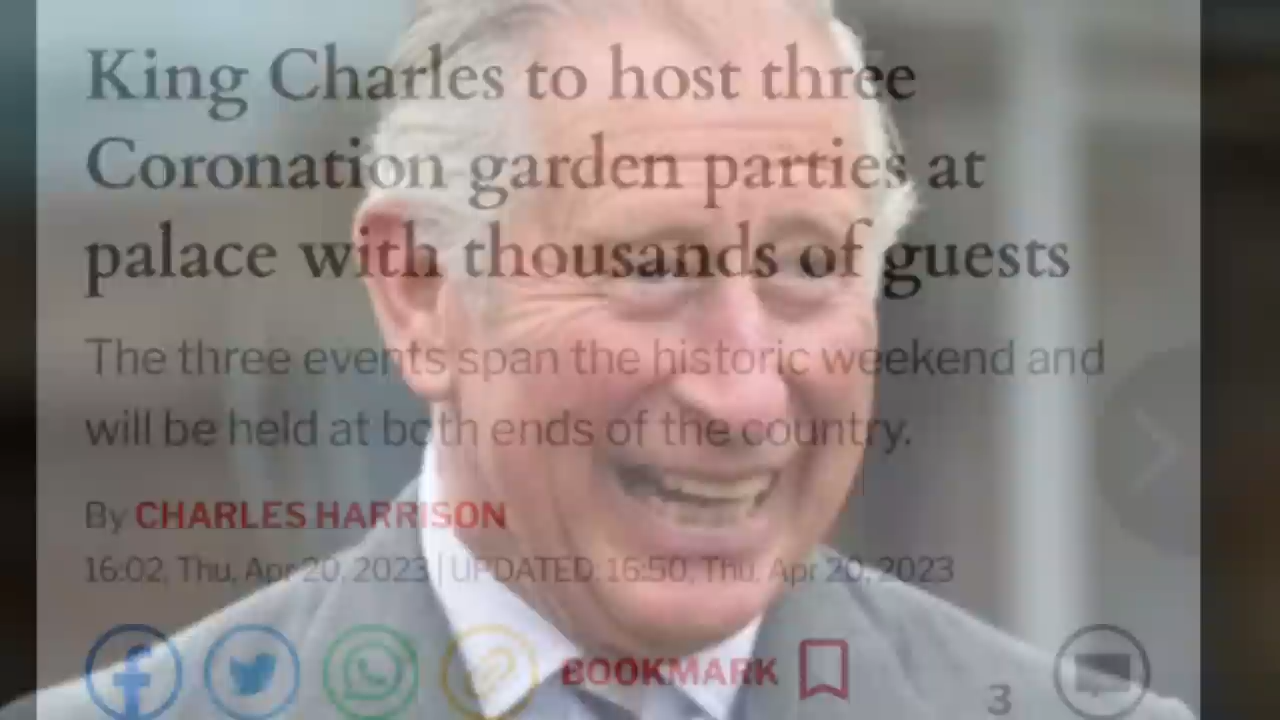 King Charles to host three
Coronation garden parties at
palace with thousands of guests
The three events span the historic weekend and
will be held at both ends of the country.
By CHARLES HARRISON
16:02, Thu, Apr 20, 2023 | UPDATED: 16:50, Thu, Apr 20, 2023
BOOKMARK
3